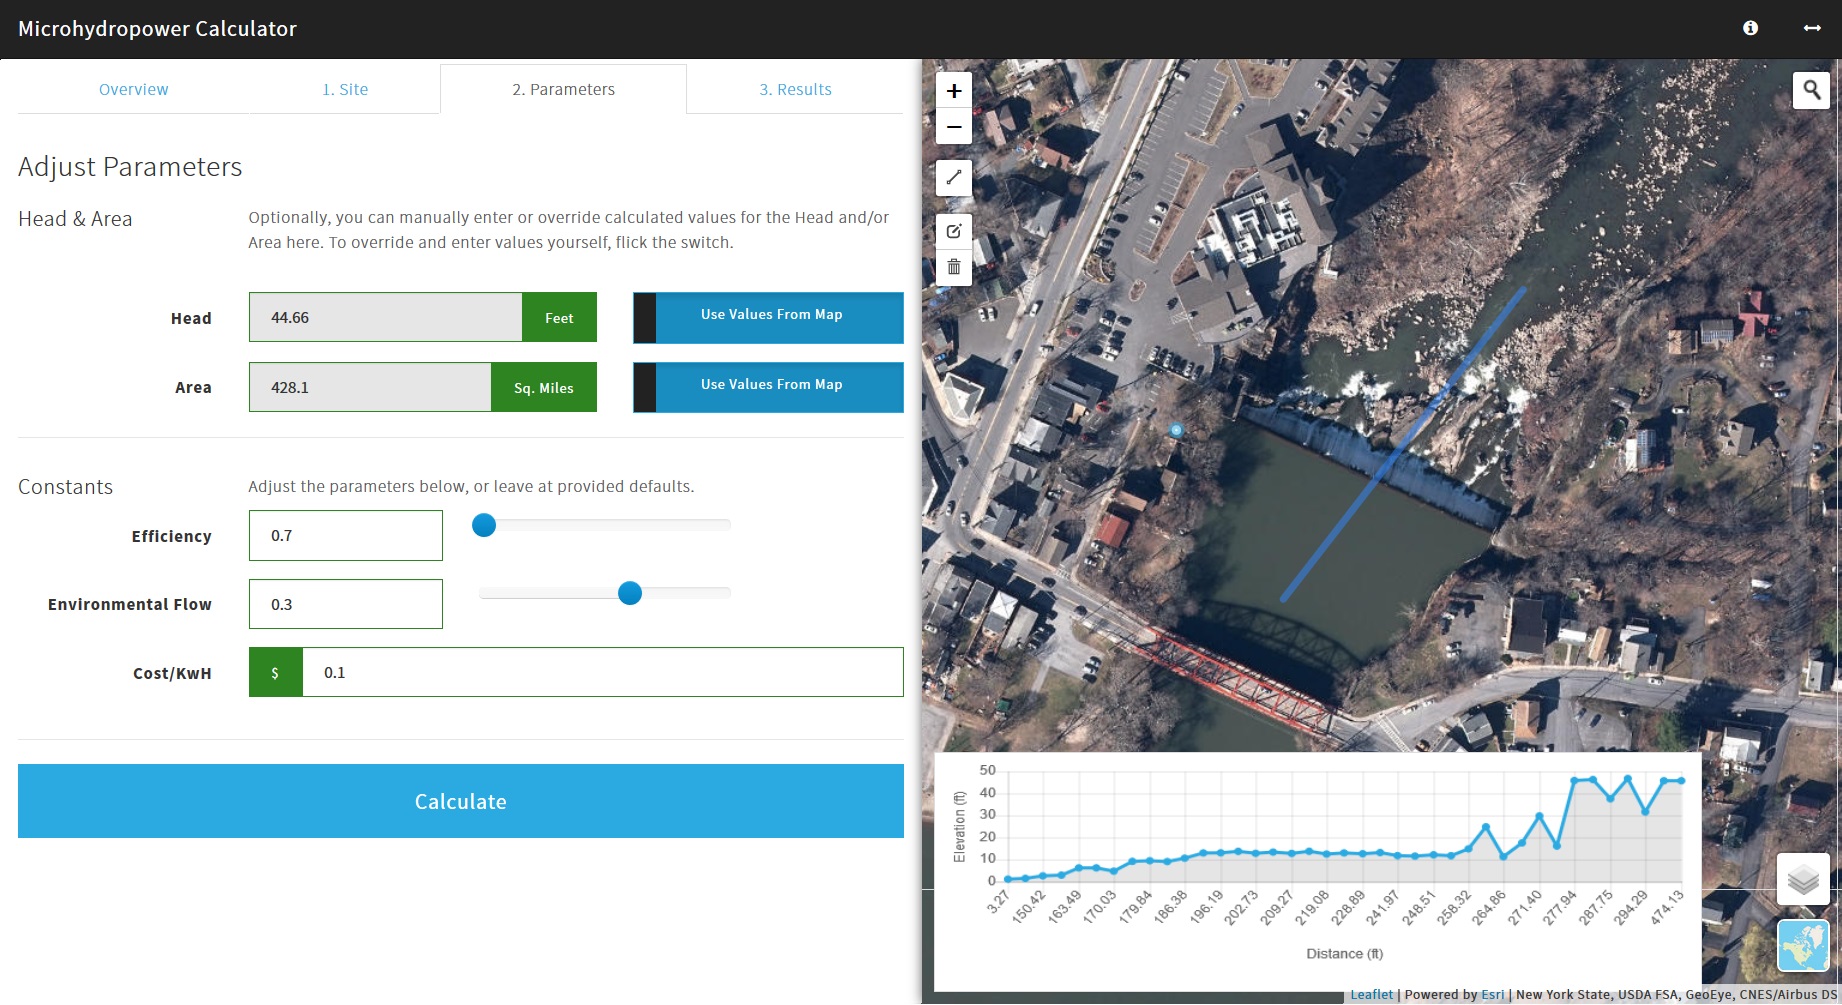 Microhydropower Calculator
Overview
1. Site
2. Parameters
3. Results
Adjust Parameters
Head & Area
Optionally, you can manually enter or override calculated values for the Head and/or
Area here. To override and enter values yourself, flick the switch.
Head
44.66
Feet
Use Values From Map
Area
428.1
Sq. Miles
Use Values From Map
Constants
Adjust the parameters below, or leave at provided defaults.
Efficiency
0.7
Environmental Flow
0.3
Cost/KwH
$
0.1
Calculate
+
−
Elevation (ft)
50
40
30
20
10
0
3.27
150.42
163.49
170.03
179.84
186.38
196.19
202.73
209.27
219.08
228.89
241.97
248.51
258.32
264.86
271.40
277.94
287.75
294.29
474.13
Distance (ft)
Leaflet | Powered by Esri | New York State, USDA FSA, GeoEye, CNES/Airbus DS